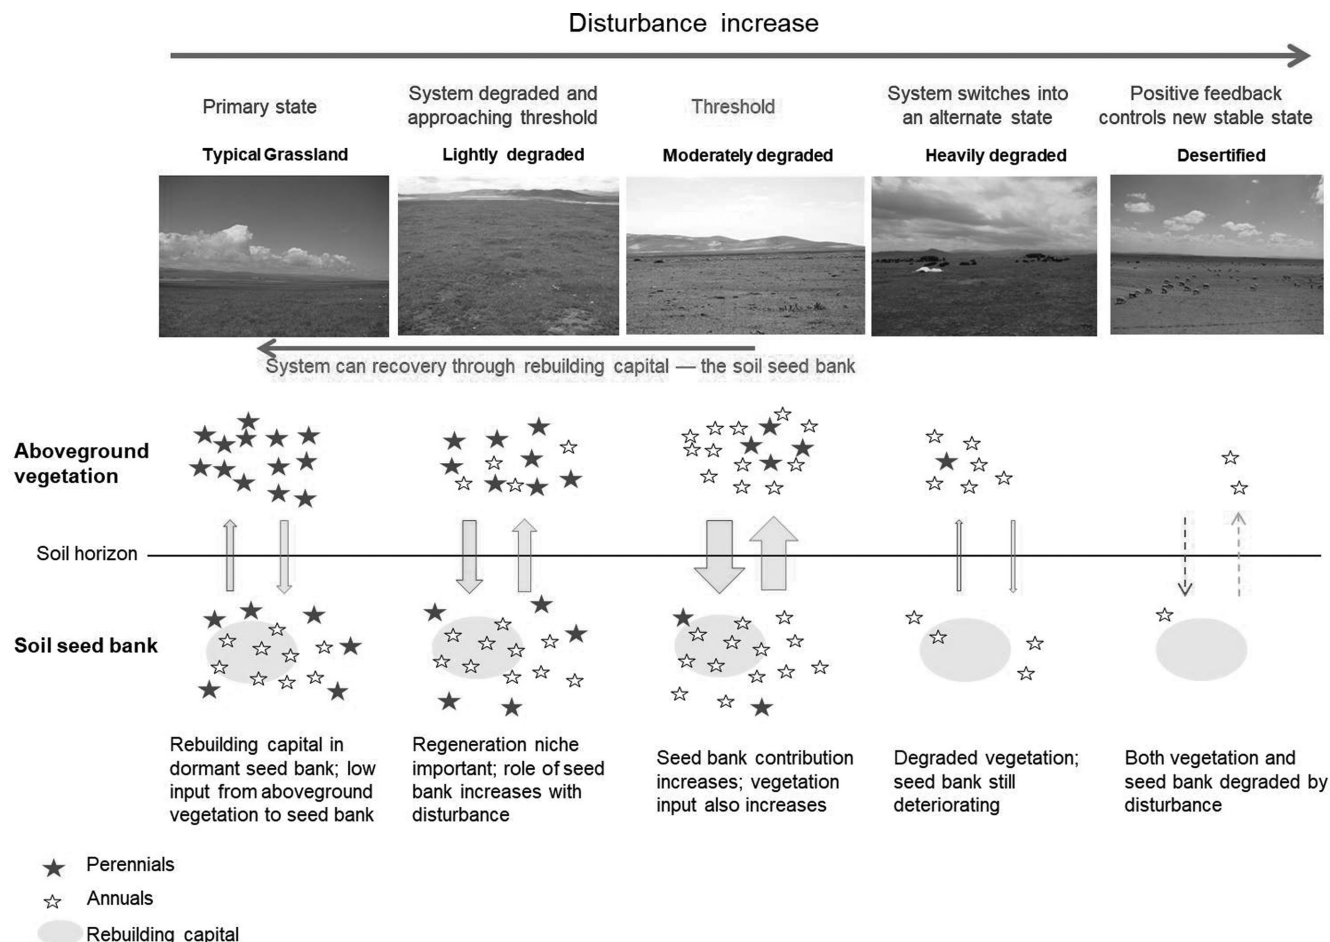 Disturbance increase
Primary state
System degraded and
approaching threshold
Threshold
System switches into
an alternate state
Positive feedback
controls new stable state
Typical Grassland
Lightly degraded
Moderately degraded
Heavily degraded
Desertified
System can recovery through rebuilding capital — the soil seed bank
Aboveground
vegetation
Soil horizon
Soil seed bank
Rebuilding capital in
dormant seed bank; low
input from aboveground
vegetation to seed bank
Regeneration niche
important; role of seed
bank increases with
disturbance
Seed bank contribution
increases; vegetation
input also increases
Degraded vegetation;
seed bank still
deteriorating
Both vegetation and
seed bank degraded by
disturbance
Perennials
Annuals
Rebuilding capital